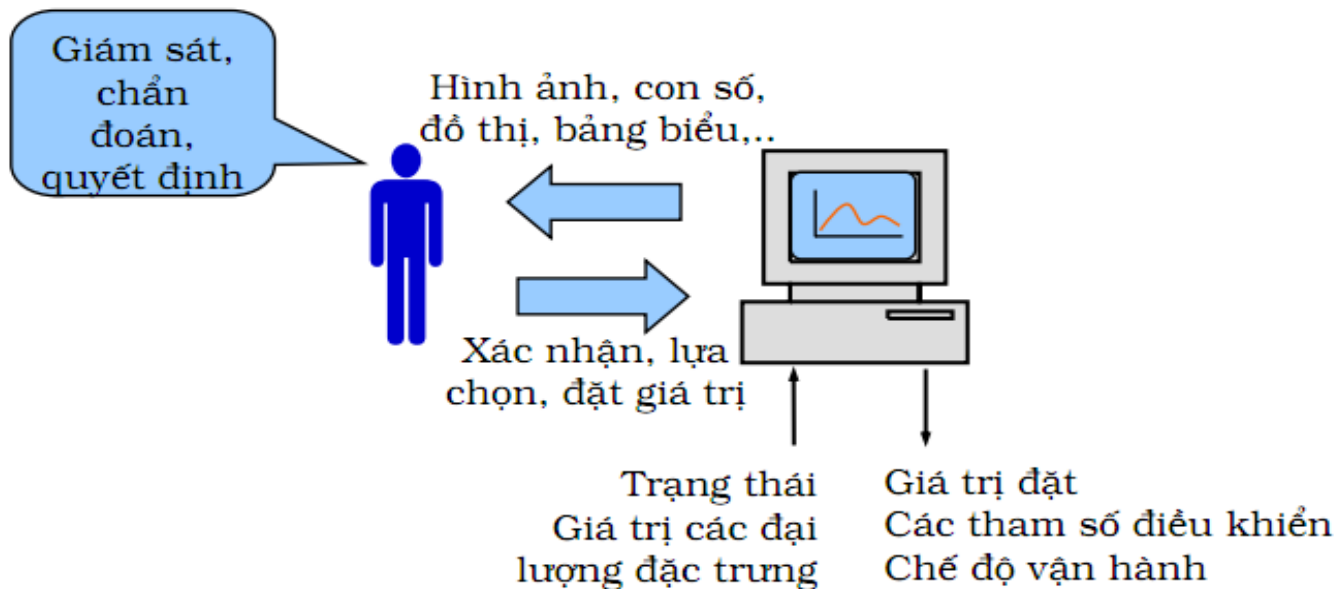 Giám sát,
chẩn
đoán,
quyết định
Hình ảnh, con số,
đồ thị, bảng biểu,..
Xác nhận, lựa
chọn, đặt giá trị
Trạng thái
Giá trị các đại
lượng đặc trưng
Giá trị đặt
Các tham số điều khiển
Chế độ vận hành